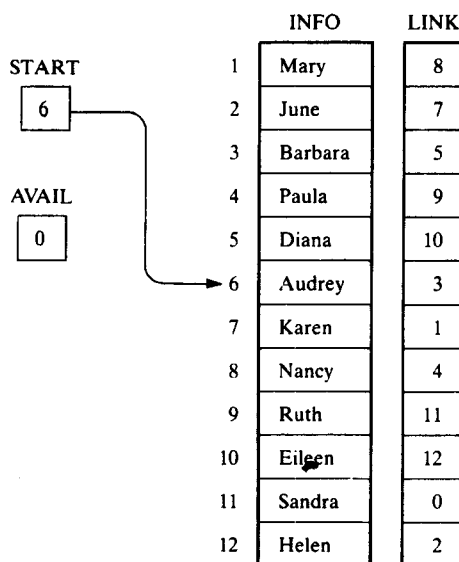 INFO LINK
START
1 Mary 8
6
2 June 7
3 Barbara 5
AVAIL
4 Paula 9
0
5 Diana 10
6 Audrey 3
7 Karen 1
8 Nancy 4
9 Ruth 11
10 Eileen 12
11 Sandra 0
12 Helen 2